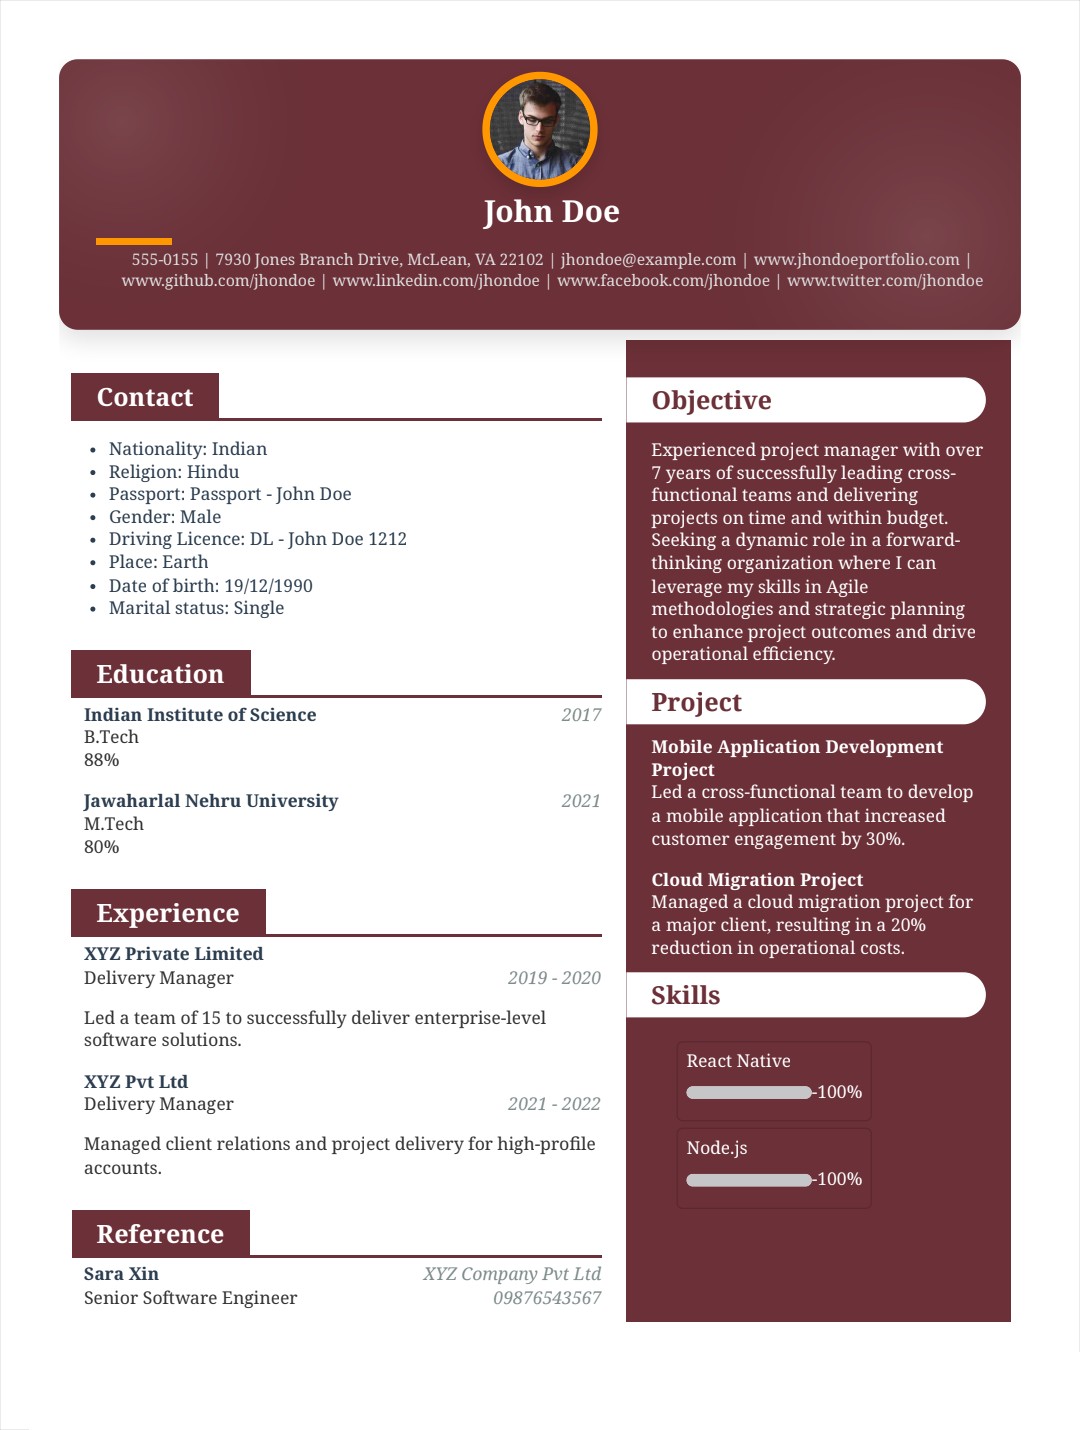 John Doe
555-0155 | 7930 Jones Branch Drive, McLean, VA 22102 | jhondoe@example.com | www.jhondoeportfolio.com |
www.github.com/jhondoe | www.linkedin.com/jhondoe | www.facebook.com/jhondoe | www.twitter.com/jhondoe
Contact
• Nationality: Indian
• Religion: Hindu
• Passport: Passport - John Doe
• Gender: Male
• Driving Licence: DL - John Doe 1212
• Place: Earth
• Date of birth: 19/12/1990
• Marital status: Single
Education
Indian Institute of Science 2017
B.Tech
88%
Jawaharlal Nehru University 2021
M.Tech
80%
Experience
XYZ Private Limited
Delivery Manager 2019 - 2020
Led a team of 15 to successfully deliver enterprise-level
software solutions.
XYZ Pvt Ltd
Delivery Manager 2021 - 2022
Managed client relations and project delivery for high-profile
accounts.
Reference
Sara Xin XYZ Company Pvt Ltd
Senior Software Engineer 09876543567
Objective
Experienced project manager with over
7 years of successfully leading cross-
functional teams and delivering
projects on time and within budget.
Seeking a dynamic role in a forward-
thinking organization where I can
leverage my skills in Agile
methodologies and strategic planning
to enhance project outcomes and drive
operational efficiency.
Project
Mobile Application Development
Project
Led a cross-functional team to develop
a mobile application that increased
customer engagement by 30%.
Cloud Migration Project
Managed a cloud migration project for
a major client, resulting in a 20%
reduction in operational costs.
Skills
React Native
-100%
Node.js
-100%